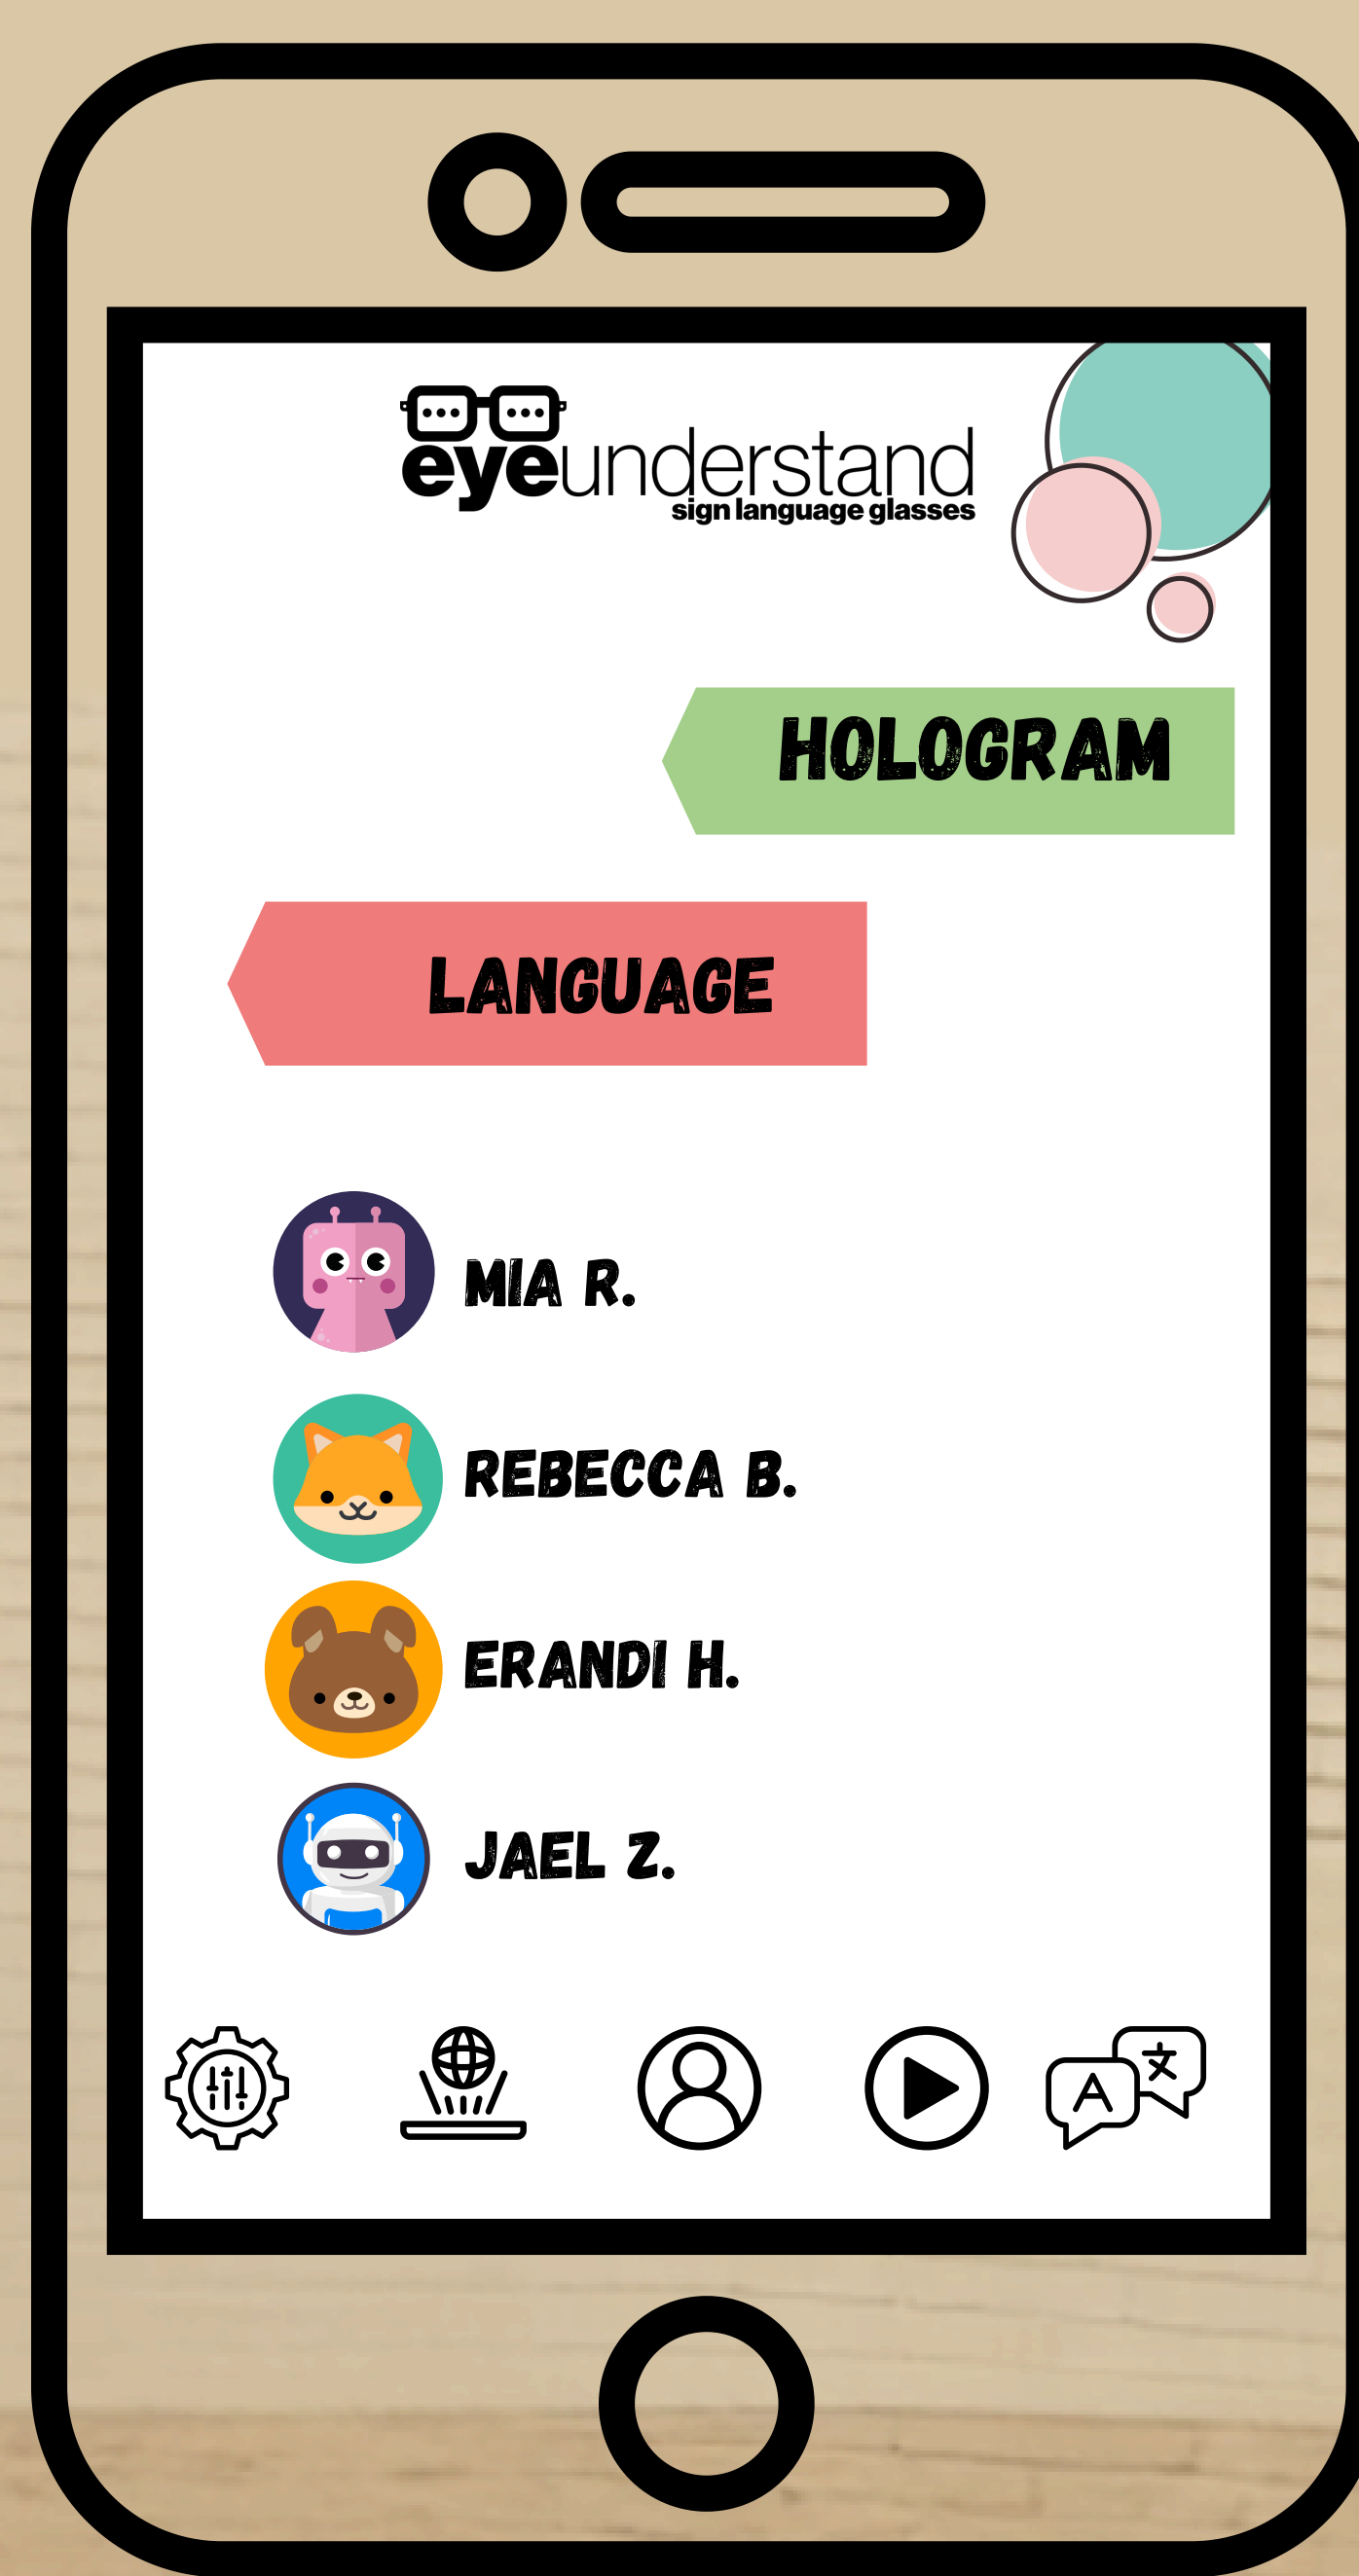 eyeunderstand
sign language glasses
HOLOGRAM
LANGUAGE
MIA R.
REBECCA B.
ERANDI H.
JAEL Z.
A 文